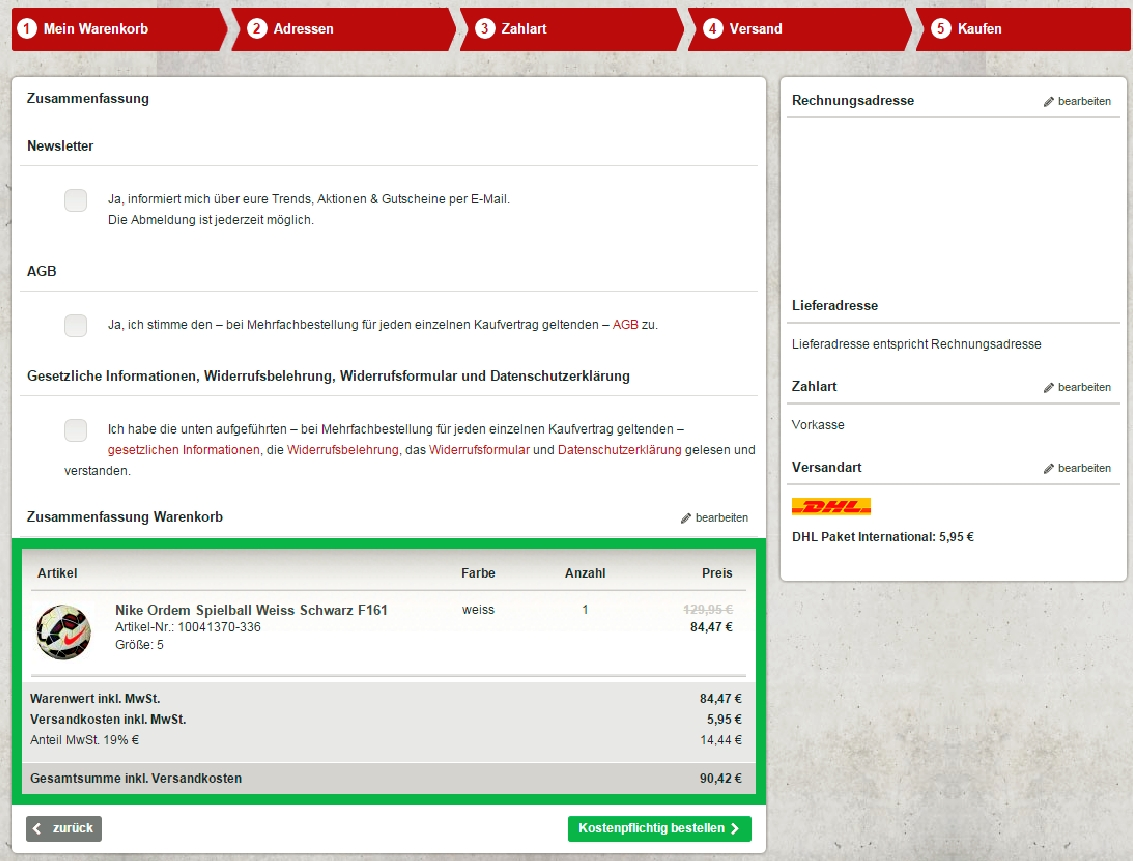 1 Mein Warenkorb
2 Adressen
3 Zahlart
4 Versand
5 Kaufen
Zusammenfassung
Newsletter
Ja, informiert mich über eure Trends, Aktionen & Gutscheine per E-Mail.
Die Abmeldung ist jederzeit möglich.
AGB
Ja, ich stimme den – bei Mehrfachbestellung für jeden einzelnen Kaufvertrag geltenden – AGB zu.
Gesetzliche Informationen, Widerrufsbelehrung, Widerrufsformular und Datenschutzerklärung
Ich habe die unten aufgeführten – bei Mehrfachbestellung für jeden einzelnen Kaufvertrag geltenden –
gesetzlichen Informationen, die Widerrufsbelehrung, das Widerrufsformular und Datenschutzerklärung gelesen und
verstanden.
Zusammenfassung Warenkorb bearbeiten
Artikel Farbe Anzahl Preis
Nike Ordem Spielball Weiss Schwarz F161 weiss 1 129,95 €
Artikel-Nr.: 10041370-336 84,47 €
Größe: 5
Warenwert inkl. MwSt. 84,47 €
Versandkosten inkl. MwSt. 5,95 €
Anteil MwSt. 19% € 14,44 €
Gesamtsumme inkl. Versandkosten 90,42 €
zurück
Kostenpflichtig bestellen
Rechnungsadresse bearbeiten
Lieferadresse
Lieferadresse entspricht Rechnungsadresse
Zahlart bearbeiten
Vorkasse
Versandart bearbeiten
DHL
DHL Paket International: 5,95 €